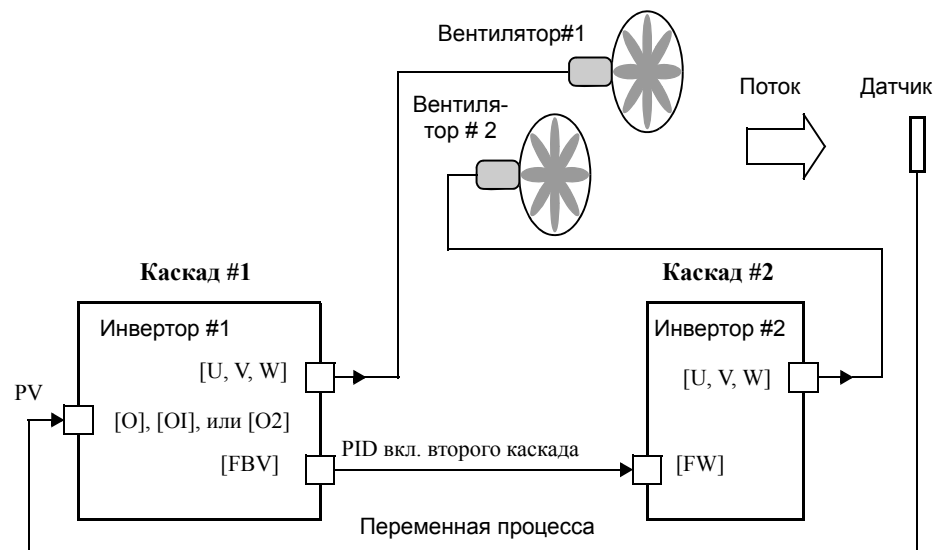 Вентилятор#1
Вентиля-
тор # 2
Поток
Датчик
Каскад #1
Каскад #2
Инвертор #1
Инвертор #2
[U, V, W]
[U, V, W]
PV
[O], [OI], или [O2]
[FBV]
PID вкл. второго каскада
[FW]
Переменная процесса